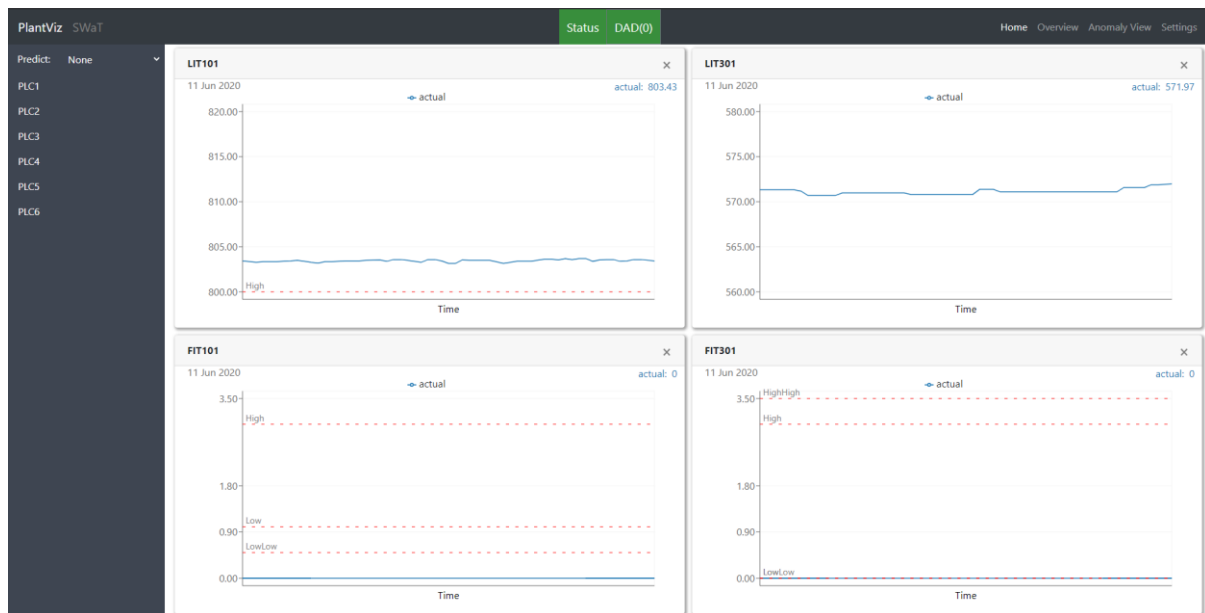 PlantViz SWaT Status DAD(0) Home Overview Anomaly View Settings
Predict: None
PLC1
PLC2
PLC3
PLC4
PLC5
PLC6
LIT101 ×
11 Jun 2020 actual: 803.43
actual
820.00
815.00
810.00
805.00
High
800.00
Time
LIT301 ×
11 Jun 2020 actual: 571.97
actual
580.00
575.00
570.00
565.00
560.00
Time
FIT101 ×
11 Jun 2020 actual: 0
actual
3.50
High
1.80
Low
0.90
LowLow
0.00
Time
FIT301 ×
11 Jun 2020 actual: 0
actual
HighHigh
3.50
High
1.80
0.90
LowLow
0.00
Time